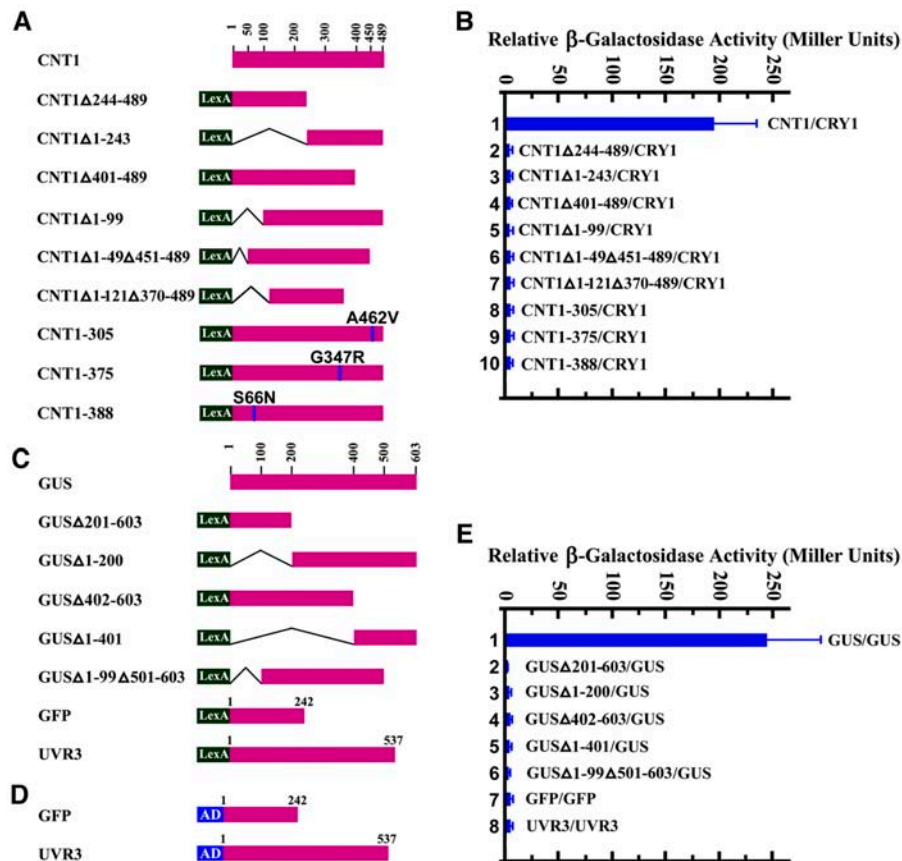 A
1 50 100 200 300 400 450 489
CNT1
CNT1Δ244-489 LexA
CNT1Δ1-243 LexA
CNT1Δ401-489 LexA
CNT1Δ1-99 LexA
CNT1Δ1-49Δ451-489 LexA
CNT1Δ1-121Δ370-489 LexA
A462V
CNT1-305 LexA
G347R
CNT1-375 LexA
S66N
CNT1-388 LexA
B
Relative β-Galactosidase Activity (Miller Units)
0 50 100 150 200 250
1 CNT1/CRY1
2 CNT1Δ244-489/CRY1
3 CNT1Δ1-243/CRY1
4 CNT1Δ401-489/CRY1
5 CNT1Δ1-99/CRY1
6 CNT1Δ1-49Δ451-489/CRY1
7 CNT1Δ1-121Δ370-489/CRY1
8 CNT1-305/CRY1
9 CNT1-375/CRY1
10 CNT1-388/CRY1
C
1 100 200 400 500 603
GUS
GUSΔ201-603 LexA
GUSΔ1-200 LexA
GUSΔ402-603 LexA
GUSΔ1-401 LexA
GUSΔ1-99Δ501-603 LexA
1 242
GFP LexA
1 537
UVR3 LexA
D
1 242
GFP AD
1 537
UVR3 AD
E
Relative β-Galactosidase Activity (Miller Units)
0 50 100 150 200 250
1 GUS/GUS
2 GUSΔ201-603/GUS
3 GUSΔ1-200/GUS
4 GUSΔ402-603/GUS
5 GUSΔ1-401/GUS
6 GUSΔ1-99Δ501-603/GUS
7 GFP/GFP
8 UVR3/UVR3